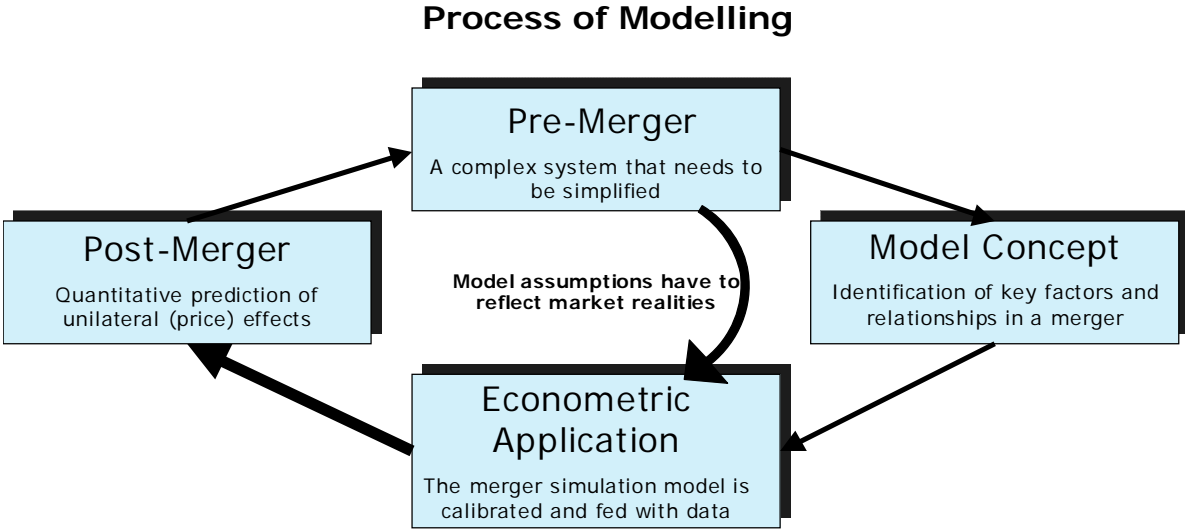 Process of Modelling
Pre-Merger
A complex system that needs to
be simplified
Post-Merger
Quantitative prediction of
unilateral (price) effects
Model assumptions have to
reflect market realities
Model Concept
Identification of key factors and
relationships in a merger
Econometric
Application
The merger simulation model is
calibrated and fed with data